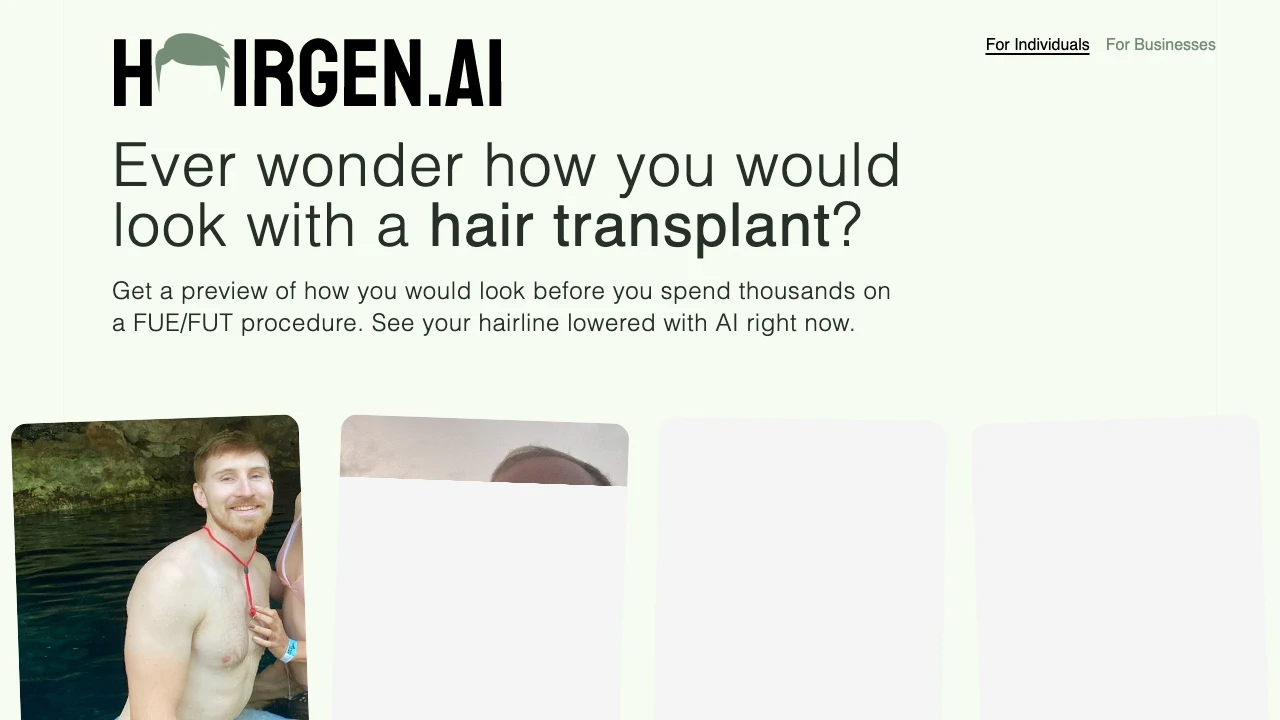 HAIRGEN.AI
For Individuals
For Businesses
Ever wonder how you would
look with a hair transplant?
Get a preview of how you would look before you spend thousands on
a FUE/FUT procedure. See your hairline lowered with AI right now.